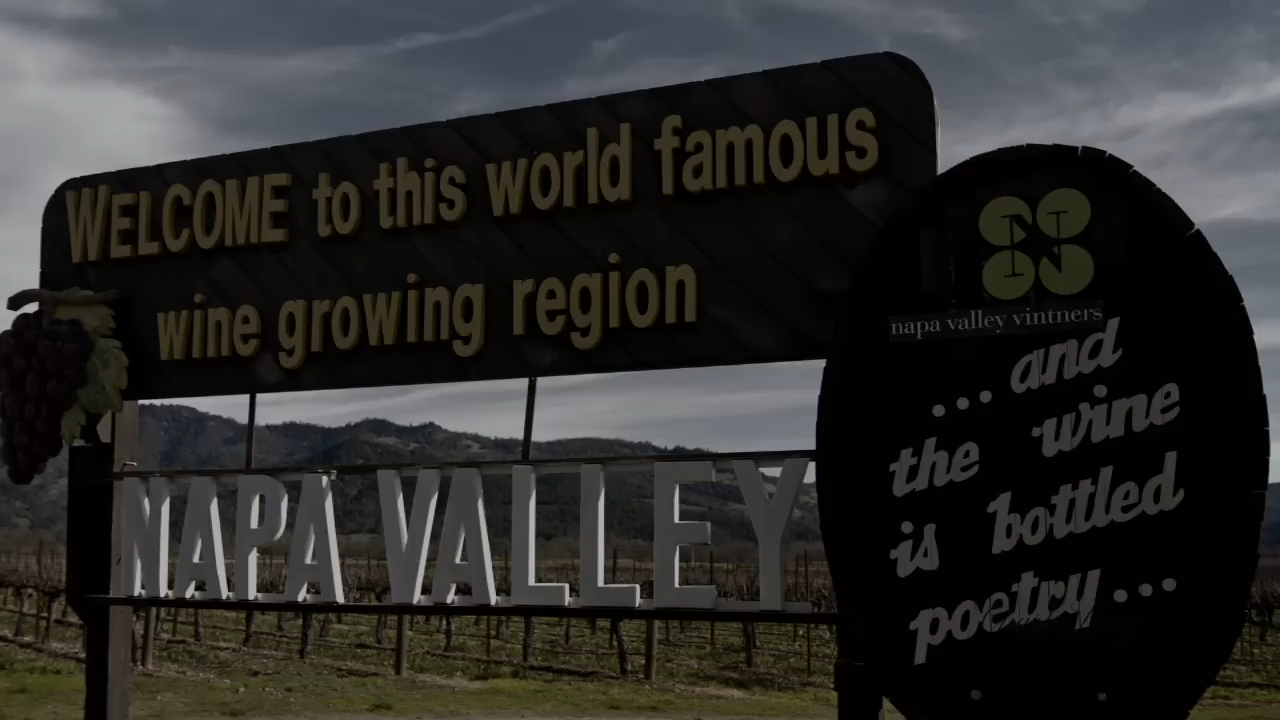 WELCOME to this world famous
wine growing region
NAPA VALLEY
NV
napa valley vintners
...and
the wine
is bottled
poetry...